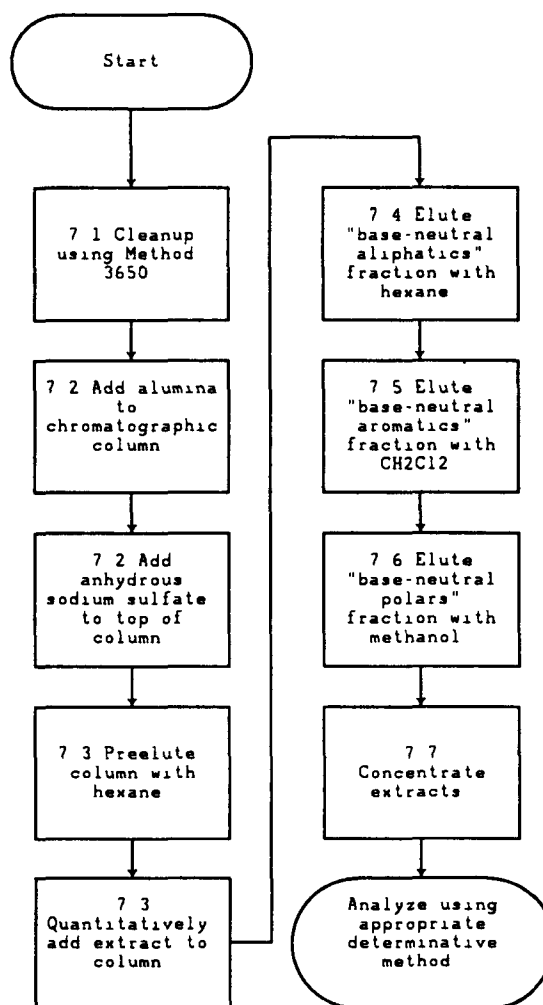 Start
7 1 Cleanup
using Method
3650
7 2 Add alumina
to
chromatographic
column
7 2 Add
anhydrous
sodium sulfate
to top of
column
7 3 Preelute
column with
hexane
7 3
Quantitatively
add extract to
column
7 4 Elute
"base-neutral
aliphatics"
fraction with
hexane
7 5 Elute
"base-neutral
aromatics"
fraction with
CH2Cl2
7 6 Elute
"base-neutral
polars"
fraction with
methanol
7 7
Concentrate
extracts
Analyze using
appropriate
determinative
method